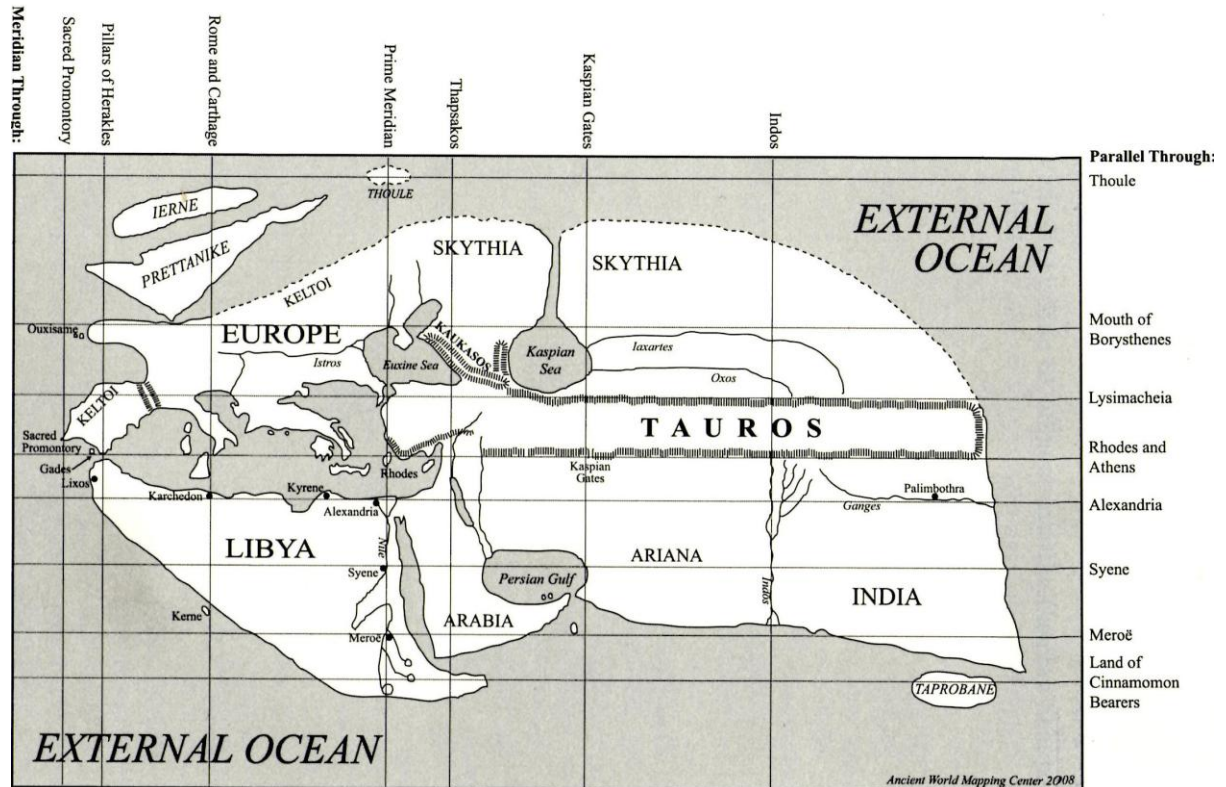 Meridian Through:
Sacred Promontory
Pillars of Herakles
Rome and Carthage
Prime Meridian
Thapsakos
Kaspian Gates
Indos
Parallel Through:
Thoule
Mouth of
Borysthenes
Lysimacheia
Rhodes and
Athens
Alexandria
Syene
Meroë
Land of
Cinnamomon
Bearers
THOULE
IERNE
PRETTANIKE
EXTERNAL
OCEAN
SKYTHIA
SKYTHIA
KELTOI
Ouxisame
EUROPE
KAUKASOS
Istros
Euxine Sea
Kaspian
Sea
Iaxartes
Oxos
KELTOI
TAUROS
Sacred
Promontory
Gades
Lixos
Rhodes
Kaspian
Gates
Karchedon
Kyrene
Alexandria
Palimbothra
Ganges
LIBYA
Nile
ARIANA
Syene
Persian Gulf
Indos
INDIA
Kerne
ARABIA
Meroë
TAPROBANE
EXTERNAL OCEAN
Ancient World Mapping Center 2008